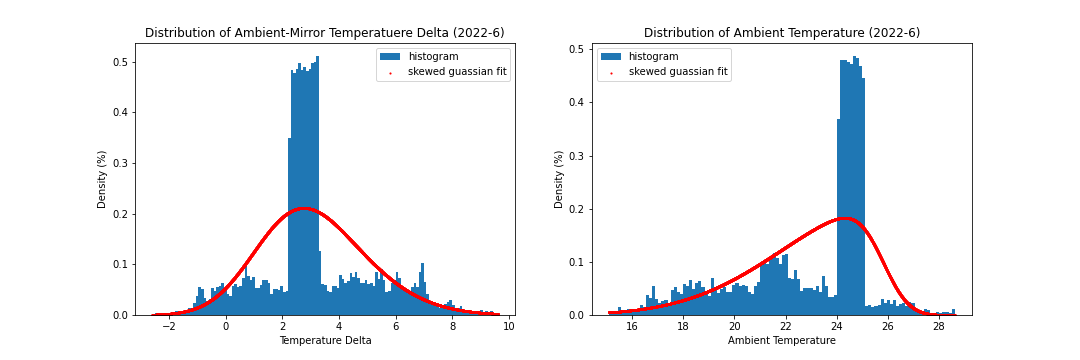 Distribution of Ambient-Mirror Temperatuere Delta (2022-6)
histogram
skewed guassian fit
Density (%)
0.5
0.4
0.3
0.2
0.1
0.0
−2 0 2 4 6 8 10
Temperature Delta
Distribution of Ambient Temperature (2022-6)
histogram
skewed guassian fit
Density (%)
0.5
0.4
0.3
0.2
0.1
0.0
16 18 20 22 24 26 28
Ambient Temperature